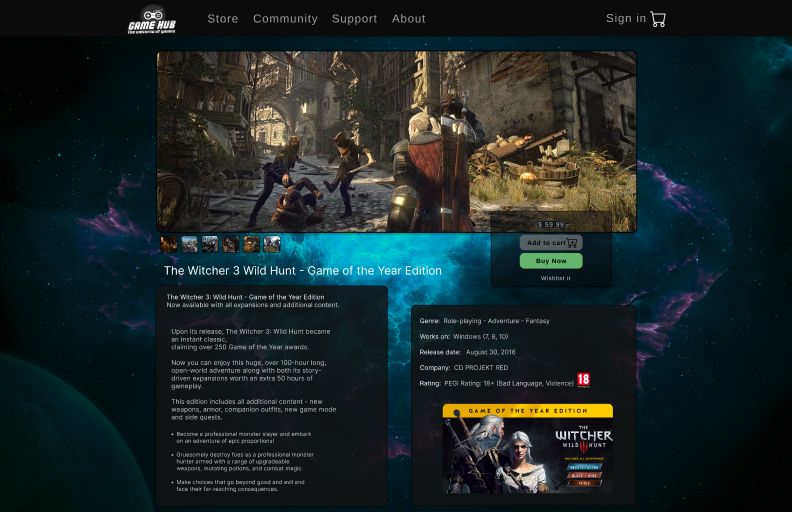 GAME HUB
The universe of games
Store Community Support About
Sign in
$ 59.99
Add to cart
Buy Now
Wishlist it
The Witcher 3 Wild Hunt - Game of the Year Edition
The Witcher 3: Wild Hunt - Game of the Year Edition
Now available with all expansions and additional content.
Upon its release, The Witcher 3: Wild Hunt became
an instant classic,
claiming over 250 Game of the Year awards.
Now you can enjoy this huge, over 100-hour long,
open-world adventure along with both its story-
driven expansions worth an extra 50 hours of
gameplay.
This edition includes all additional content - new
weapons, armor, companion outfits, new game mode
and side quests.
• Become a professional monster slayer and embark
on an adventure of epic proportions!
• Gruesomely destroy foes as a professional monster
hunter armed with a range of upgradeable
weapons, mutating potions, and combat magic.
• Make choices that go beyond good and evil and
face their far-reaching consequences.
Genre: Role-playing - Adventure - Fantasy
Works on: Windows (7, 8, 10)
Release date: August 30, 2016
Company: CD PROJEKT RED
Rating: PEGI Rating: 18+ (Bad Language, Violence)
18
GAME OF THE YEAR EDITION
THE
WITCHER
WILD HUNT
INCLUDES ALL ADVENTURES
HEARTS OF STONE
BLOOD AND WINE